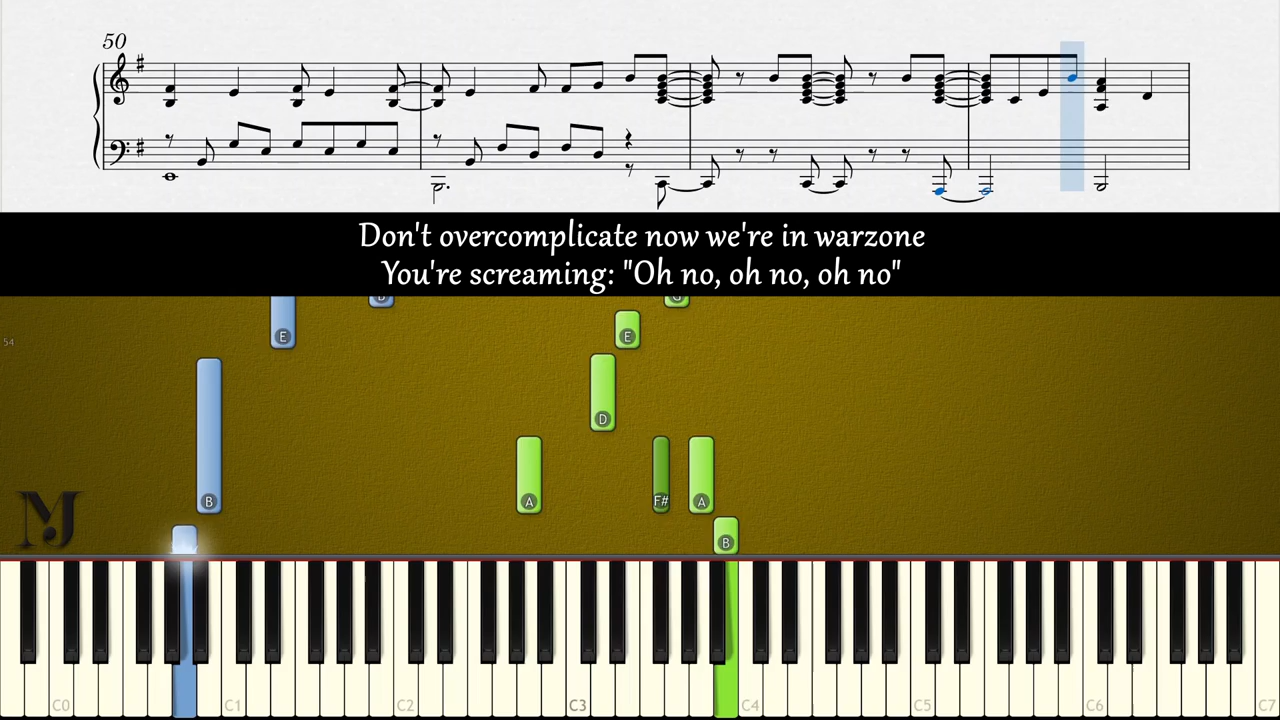 50
Don't overcomplicate now we're in warzone
You're screaming: "Oh no, oh no, oh no"
G
E
E
54
D
B
A
F#
A
MJ
B
C0 C1 C2 C3 C4 C5 C6 C7